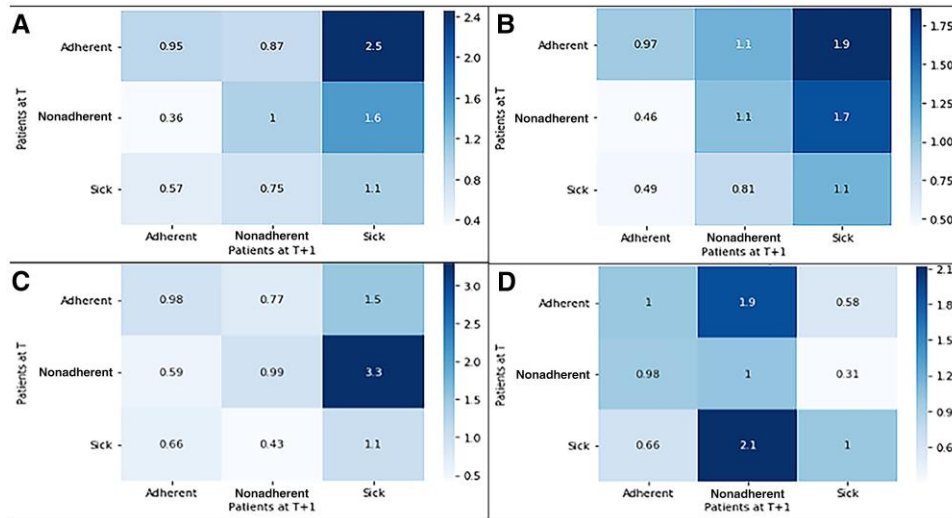 A
Adherent 0.95 0.87 2.5
Nonadherent 0.36 1 1.6
Sick 0.57 0.75 1.1
Adherent Nonadherent Sick
Patients at T+1
Patients at T
2.4
2.0
1.6
1.2
0.8
0.4
B
Adherent 0.97 1.1 1.9
Nonadherent 0.46 1.1 1.7
Sick 0.49 0.81 1.1
Adherent Nonadherent Sick
Patients at T+1
Patients at T
1.75
1.50
1.25
1.00
0.75
0.50
C
Adherent 0.98 0.77 1.5
Nonadherent 0.59 0.99 3.3
Sick 0.66 0.43 1.1
Adherent Nonadherent Sick
Patients at T+1
Patients at T
3.0
2.5
2.0
1.5
1.0
0.5
D
Adherent 1 1.9 0.58
Nonadherent 0.98 1 0.31
Sick 0.66 2.1 1
Adherent Nonadherent Sick
Patients at T+1
Patients at T
2.1
1.8
1.5
1.2
0.9
0.6